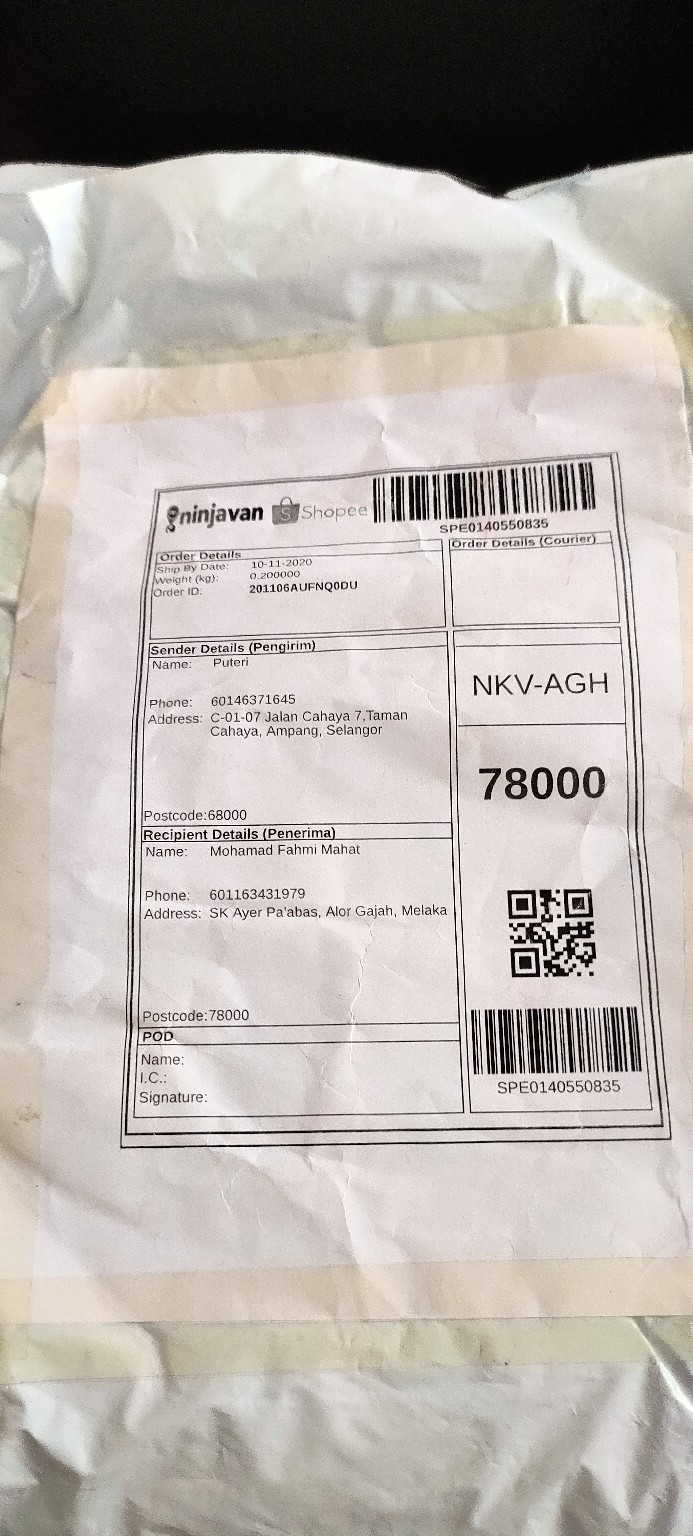 ninjavan S Shopee
SPE0140550835
Order Details
Ship By Date: 10-11-2020
Weight (kg): 0.200000
Order ID: 201106AUFNQ0DU
Order Details (Courier)
Sender Details (Pengirim)
Name: Puteri
Phone: 60146371645
Address: C-01-07 Jalan Cahaya 7,Taman
Cahaya, Ampang, Selangor
Postcode:68000
NKV-AGH
78000
Recipient Details (Penerima)
Name: Mohamad Fahmi Mahat
Phone: 601163431979
Address: SK Ayer Pa'abas, Alor Gajah, Melaka
Postcode:78000
POD
Name:
I.C.:
Signature:
SPE0140550835